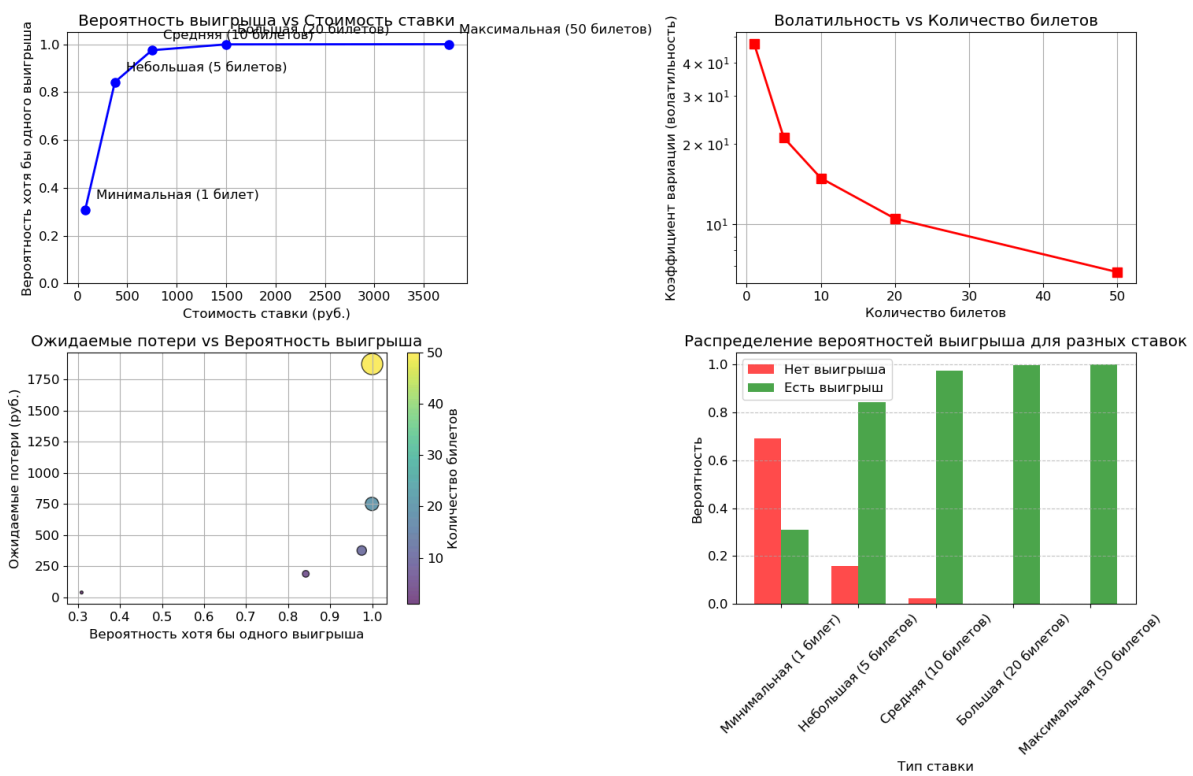 Вероятность выигрыша vs Стоимость ставки
Вероятность хотя бы одного выигрыша
1.0
0.8
0.6
0.4
0.2
0.0
Минимальная (1 билет)
Небольшая (5 билетов)
Средняя (10 билетов)
Большая (20 билетов)
Максимальная (50 билетов)
0 500 1000 1500 2000 2500 3000 3500
Стоимость ставки (руб.)
Волатильность vs Количество билетов
Коэффициент вариации (волатильность)
4 × 10¹
3 × 10¹
2 × 10¹
10¹
0 10 20 30 40 50
Количество билетов
Ожидаемые потери vs Вероятность выигрыша
Ожидаемые потери (руб.)
1750
1500
1250
1000
750
500
250
0
0.3 0.4 0.5 0.6 0.7 0.8 0.9 1.0
Вероятность хотя бы одного выигрыша
50
40
30
20
10
Количество билетов
Распределение вероятностей выигрыша для разных ставок
Вероятность
1.0
0.8
0.6
0.4
0.2
0.0
Нет выигрыша
Есть выигрыш
Минимальная (1 билет)
Небольшая (5 билетов)
Средняя (10 билетов)
Большая (20 билетов)
Максимальная (50 билетов)
Тип ставки